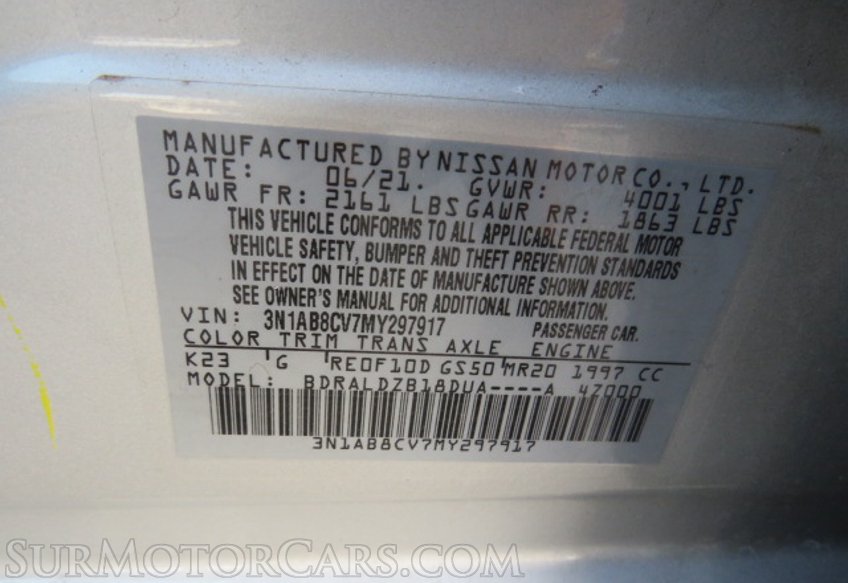 MANUFACTURED BY NISSAN MOTOR CO., LTD.
DATE: 06/21. GVWR: 4001 LBS
GAWR FR: 2161 LBS GAWR RR: 1863 LBS
THIS VEHICLE CONFORMS TO ALL APPLICABLE FEDERAL MOTOR
VEHICLE SAFETY, BUMPER AND THEFT PREVENTION STANDARDS
IN EFFECT ON THE DATE OF MANUFACTURE SHOWN ABOVE.
SEE OWNER'S MANUAL FOR ADDITIONAL INFORMATION.
VIN: 3N1AB8CV7MY297917 PASSENGER CAR.
COLOR TRIM TRANS AXLE ENGINE
K23 G RE0F10D GS50 MR20 1997 CC
MODEL: BDRALDZB18DUA----A 4Z000
3N1AB8CV7MY297917
SurMotorCars.com